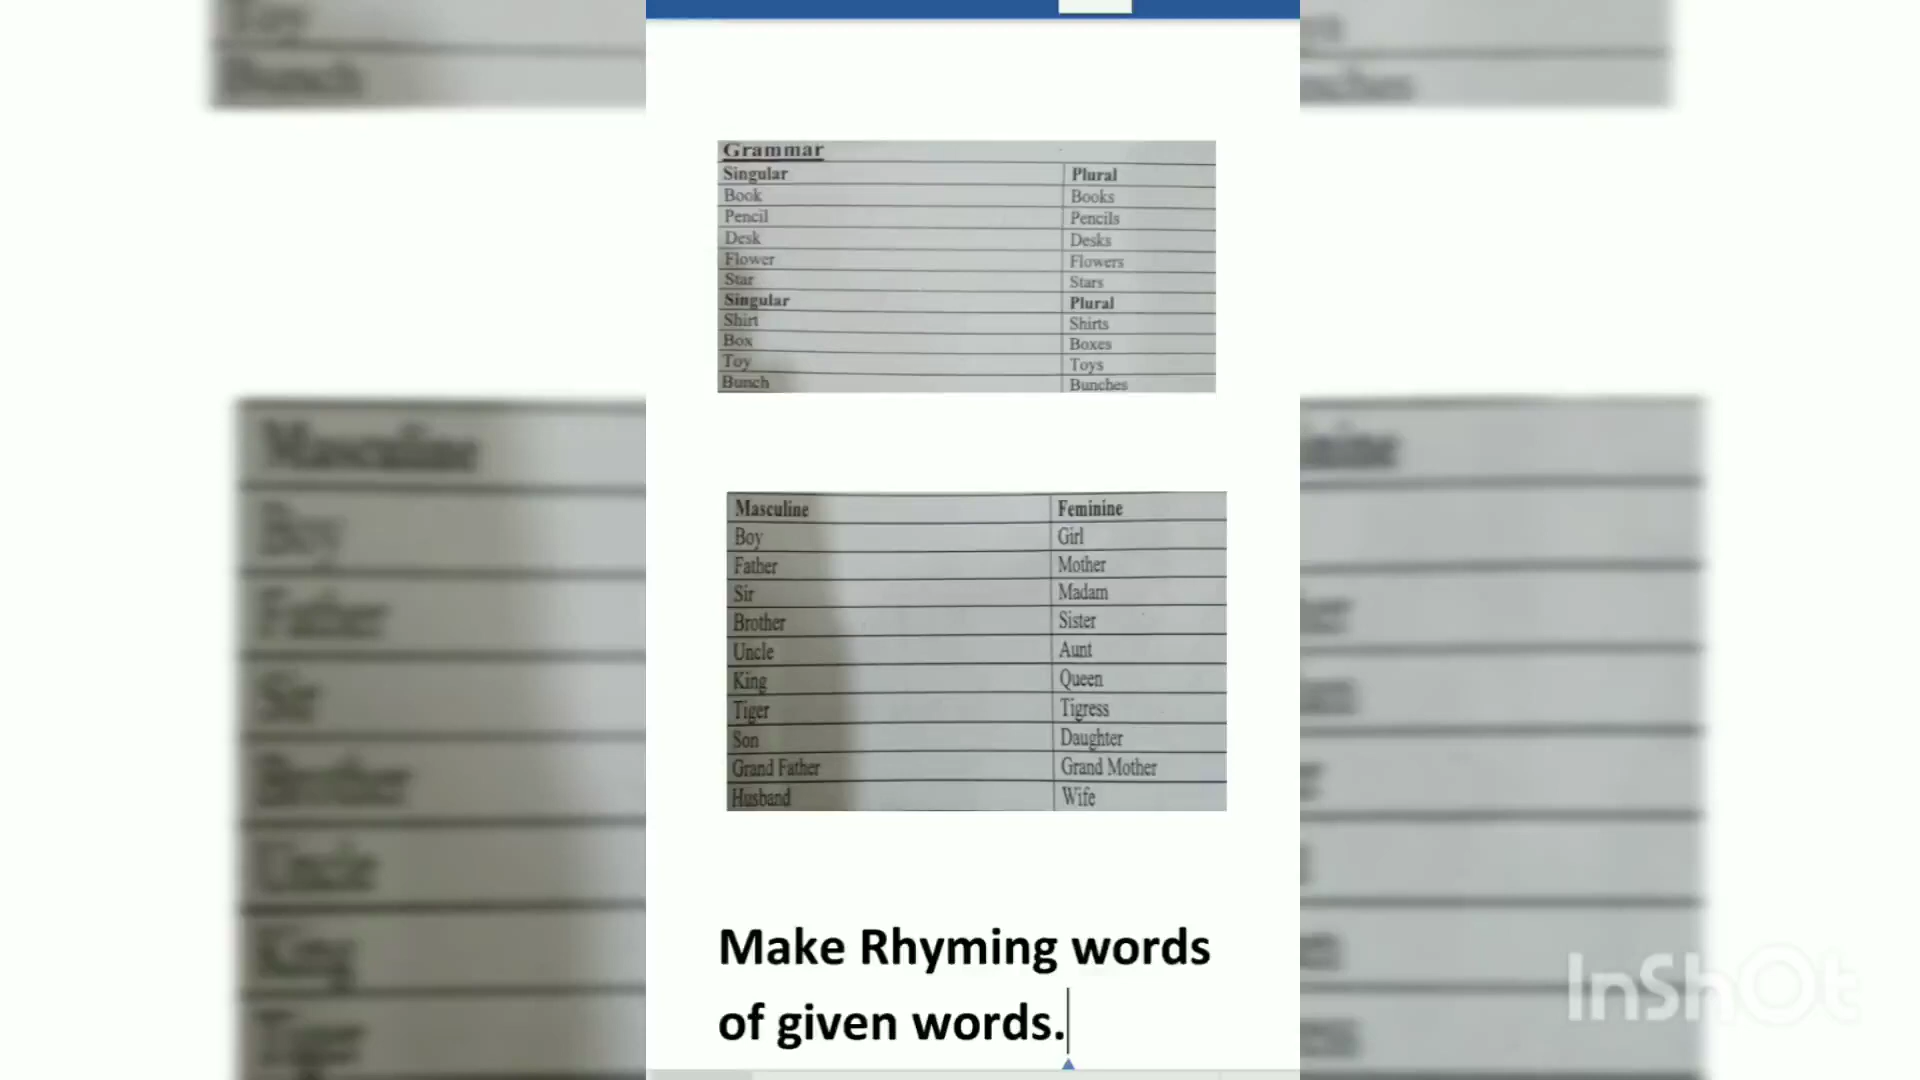 Grammar
Singular Plural
Book Books
Pencil Pencils
Desk Desks
Flower Flowers
Star Stars
Singular Plural
Shirt Shirts
Box Boxes
Toy Toys
Bunch Bunches
Masculine Feminine
Boy Girl
Father Mother
Sir Madam
Brother Sister
Uncle Aunt
King Queen
Tiger Tigress
Son Daughter
Grand Father Grand Mother
Husband Wife
Make Rhyming words
of given words.
InShOt